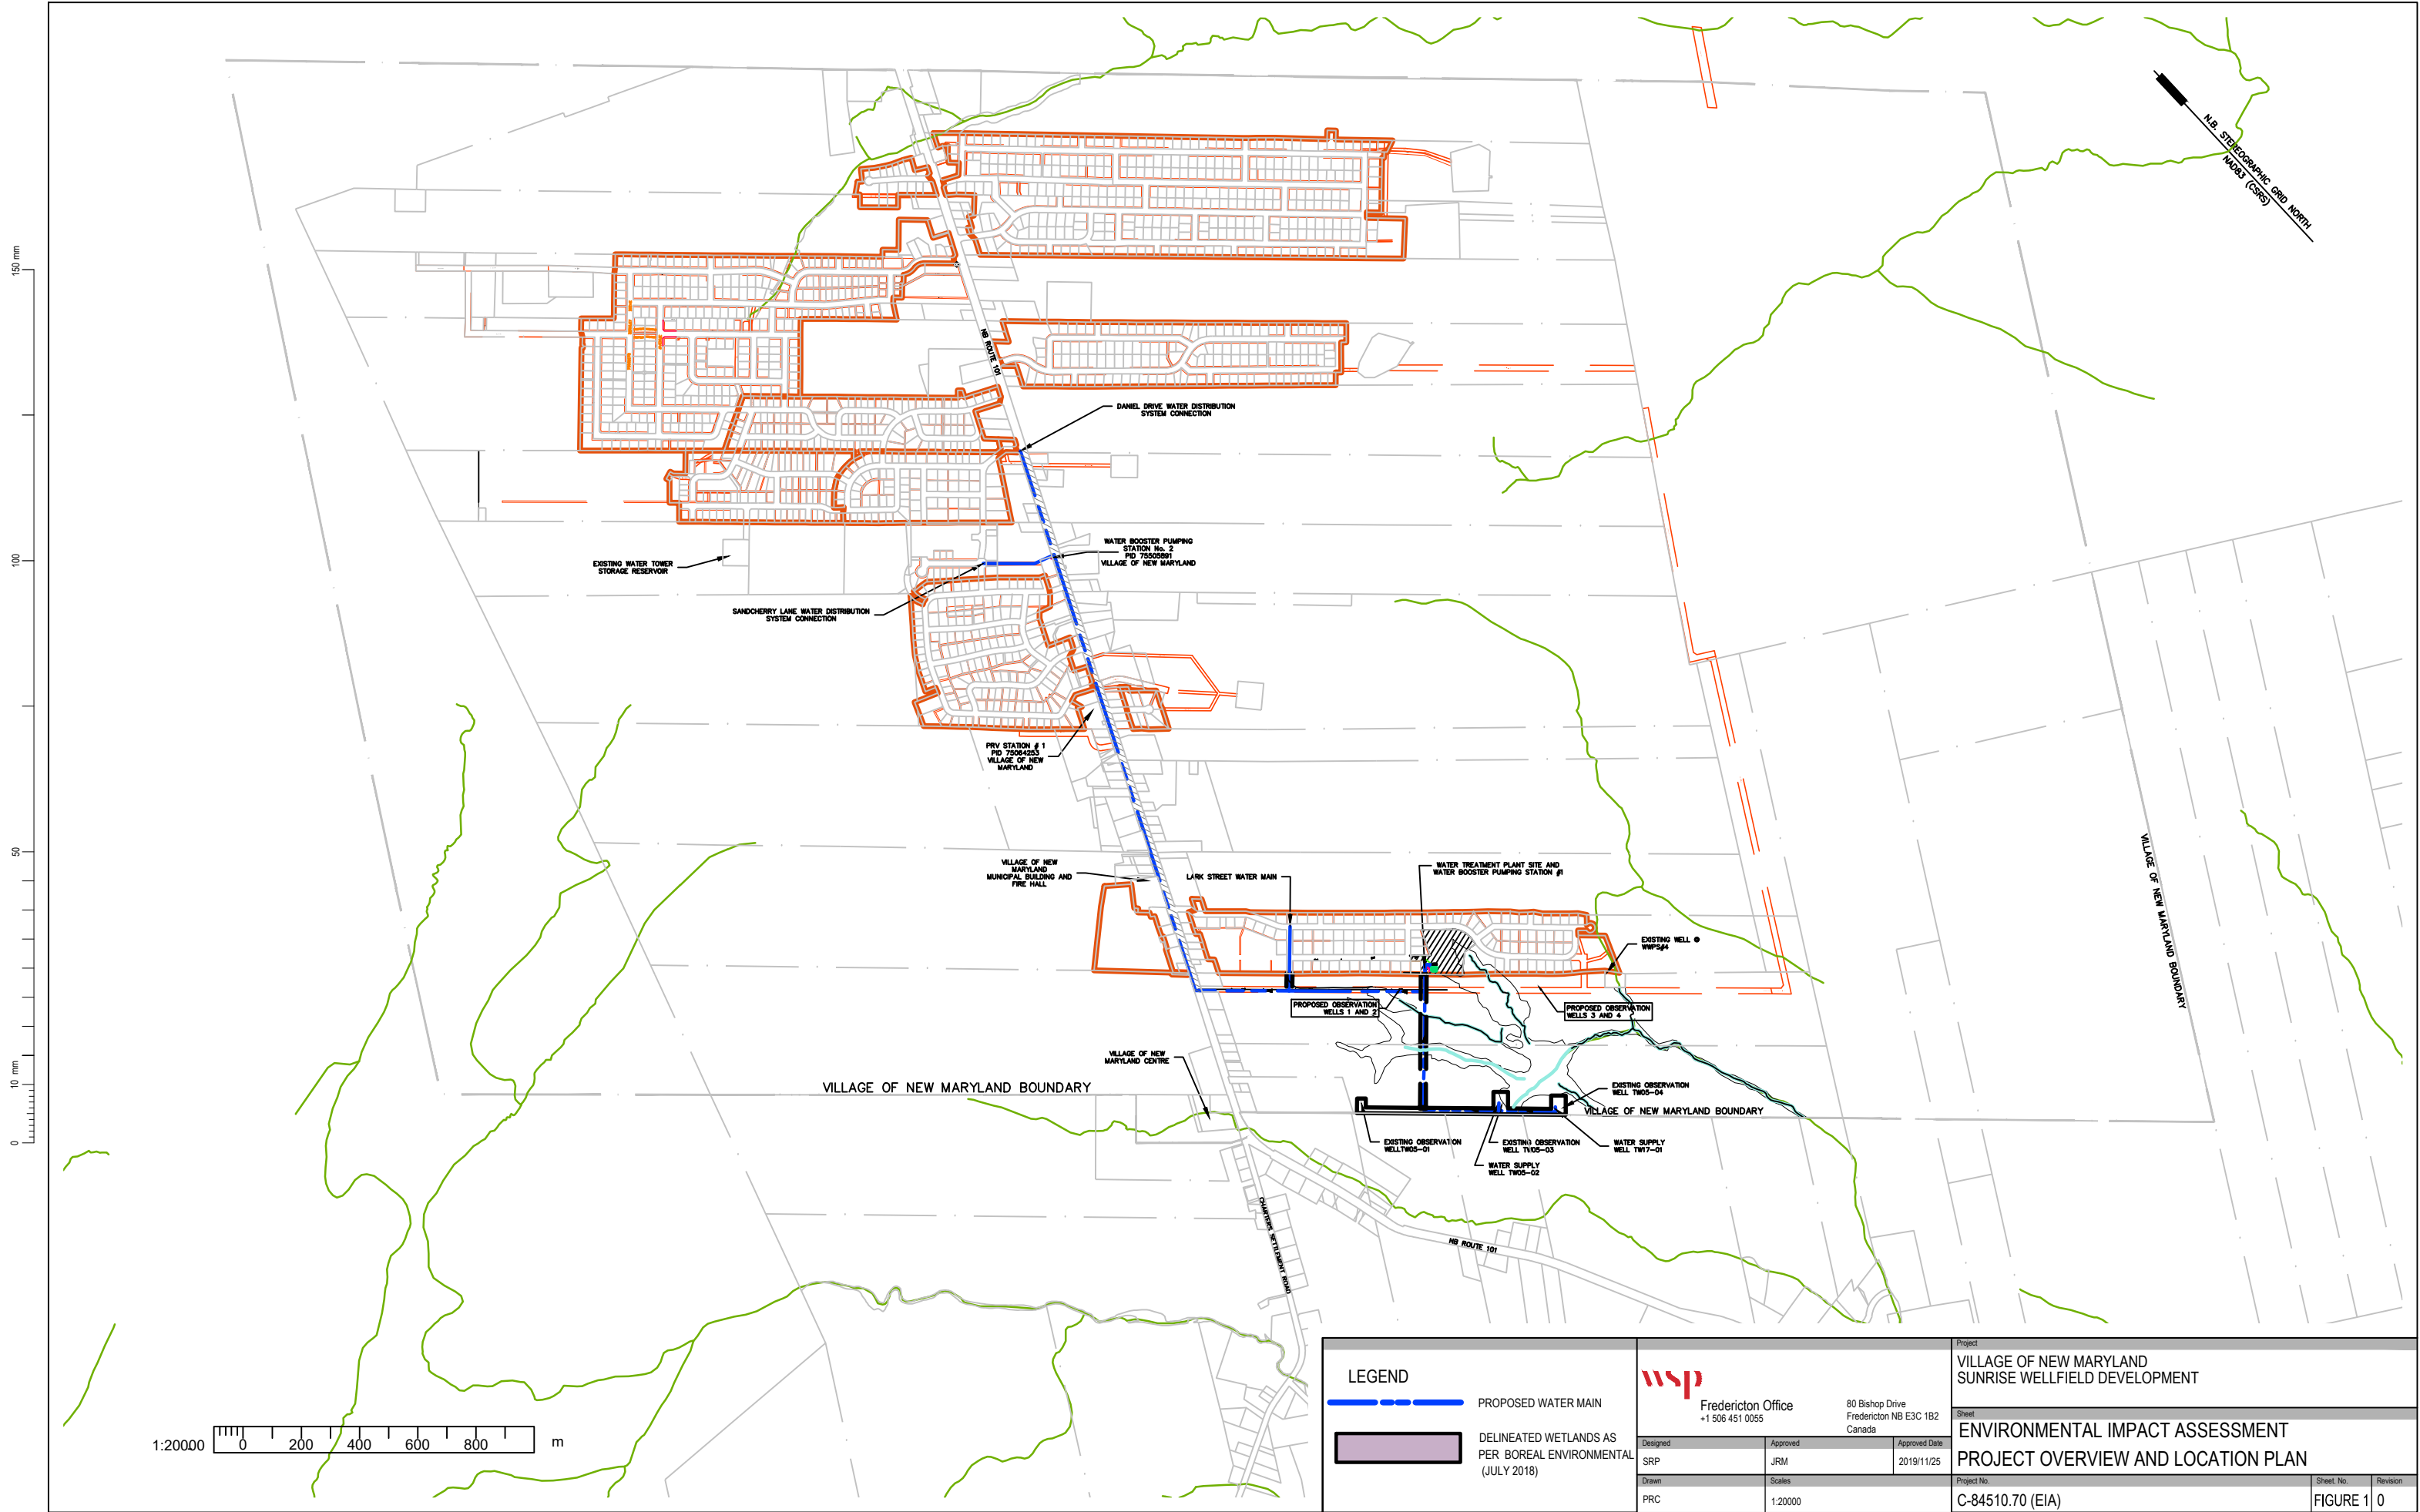 150 mm
100
50
10 mm
0
N.B. STEREOGRAPHIC GRID NORTH
NAD83 (CSRS)
NB ROUTE 101
DANIEL DRIVE WATER DISTRIBUTION
SYSTEM CONNECTION
WATER BOOSTER PUMPING
STATION No. 2
PID 75505891
VILLAGE OF NEW MARYLAND
EXISTING WATER TOWER
STORAGE RESERVOIR
SANDCHERRY LANE WATER DISTRIBUTION
SYSTEM CONNECTION
PRV STATION # 1
PID 75064253
VILLAGE OF NEW
MARYLAND
VILLAGE OF NEW
MARYLAND
MUNICIPAL BUILDING AND
FIRE HALL
LARK STREET WATER MAIN
WATER TREATMENT PLANT SITE AND
WATER BOOSTER PUMPING STATION #1
EXISTING WELL @
WWPS#4
PROPOSED OBSERVATION
WELLS 1 AND 2
PROPOSED OBSERVATION
WELLS 3 AND 4
VILLAGE OF NEW MARYLAND BOUNDARY
VILLAGE OF NEW
MARYLAND CENTRE
VILLAGE OF NEW MARYLAND BOUNDARY
EXISTING OBSERVATION
WELL TW05-04
VILLAGE OF NEW MARYLAND BOUNDARY
EXISTING OBSERVATION
WELLTW05-01
EXISTING OBSERVATION
WELL TW05-03
WATER SUPPLY
WELL TW17-01
WATER SUPPLY
WELL TW05-02
CHARTERS SETTLEMENT ROAD
NB ROUTE 101
1:20000
0 200 400 600 800 m
LEGEND
PROPOSED WATER MAIN
DELINEATED WETLANDS AS
PER BOREAL ENVIRONMENTAL
(JULY 2018)
wsp
Fredericton Office
+1 506 451 0055
80 Bishop Drive
Fredericton NB E3C 1B2
Canada
Designed
SRP
Approved
JRM
Approved Date
2019/11/25
Drawn
PRC
Scales
1:20000
Project
VILLAGE OF NEW MARYLAND
SUNRISE WELLFIELD DEVELOPMENT
Sheet
ENVIRONMENTAL IMPACT ASSESSMENT
PROJECT OVERVIEW AND LOCATION PLAN
Project No.
C-84510.70 (EIA)
Sheet. No.
FIGURE 1
Revision
0